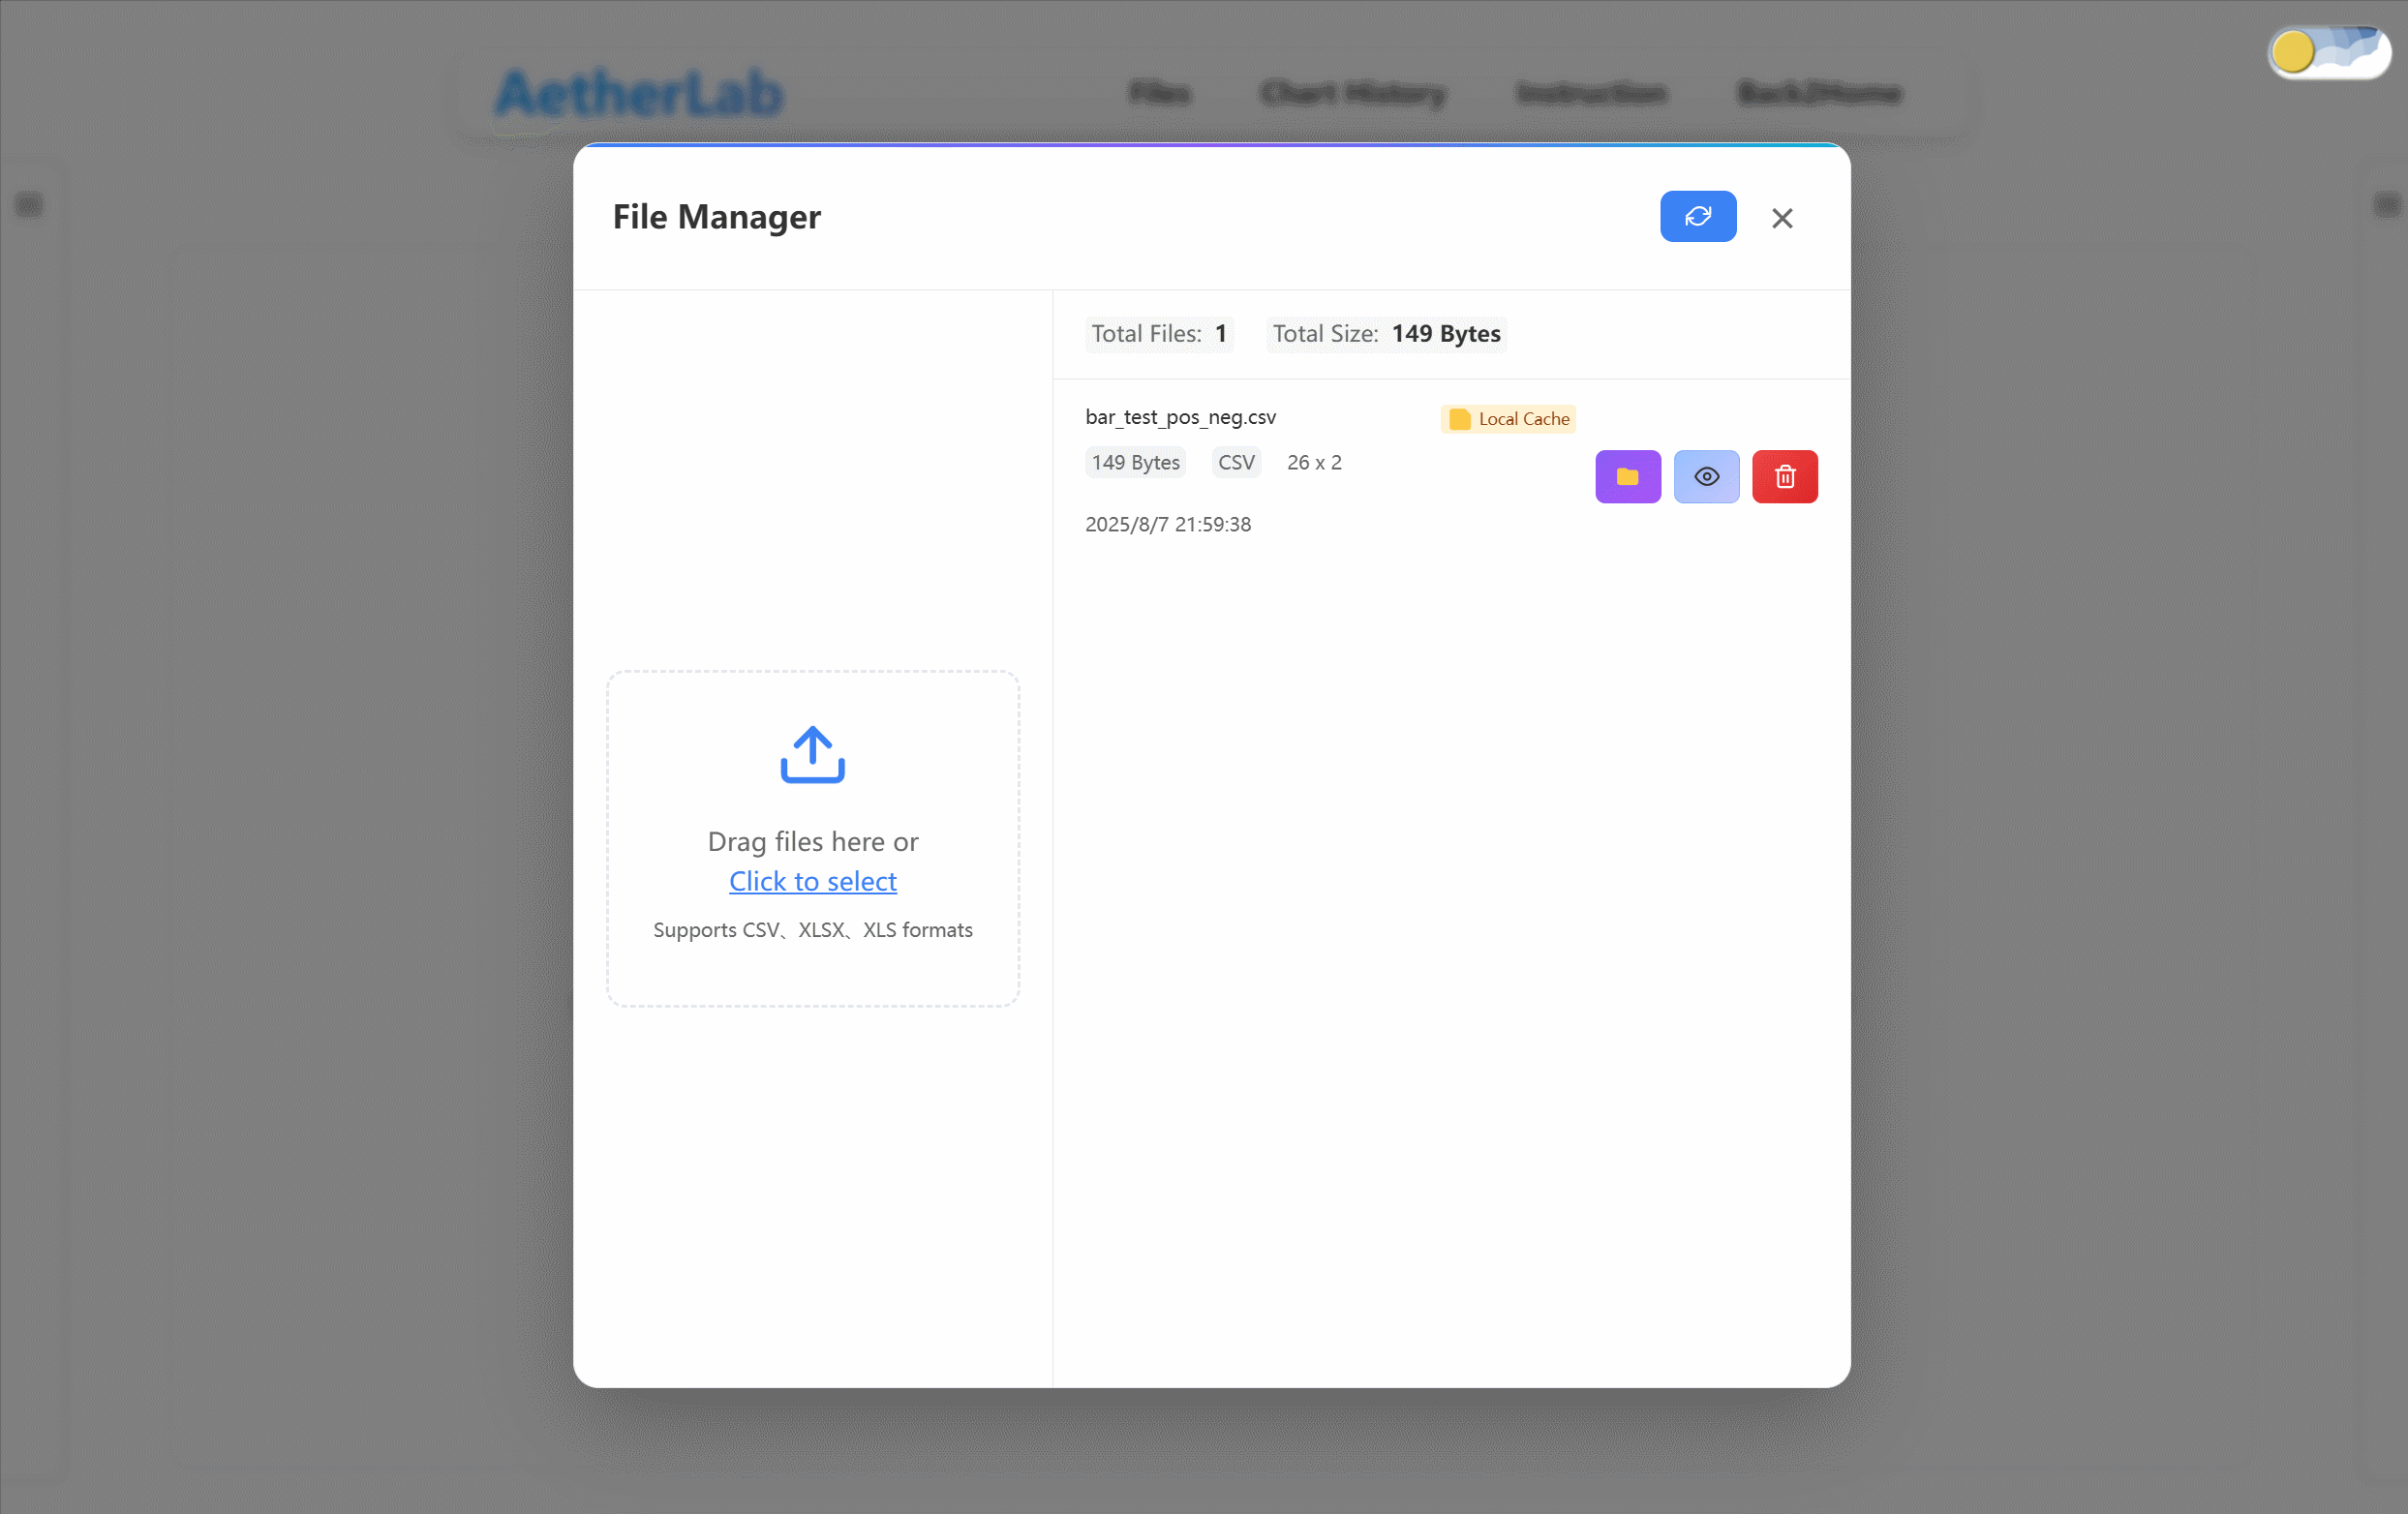 AetherLab
Files
Chart History
Instruction
Back2Home
File Manager
Total Files: 1
Total Size: 149 Bytes
bar_test_pos_neg.csv
Local Cache
149 Bytes
CSV
26 x 2
2025/8/7 21:59:38
Drag files here or
Click to select
Supports CSV、XLSX、XLS formats